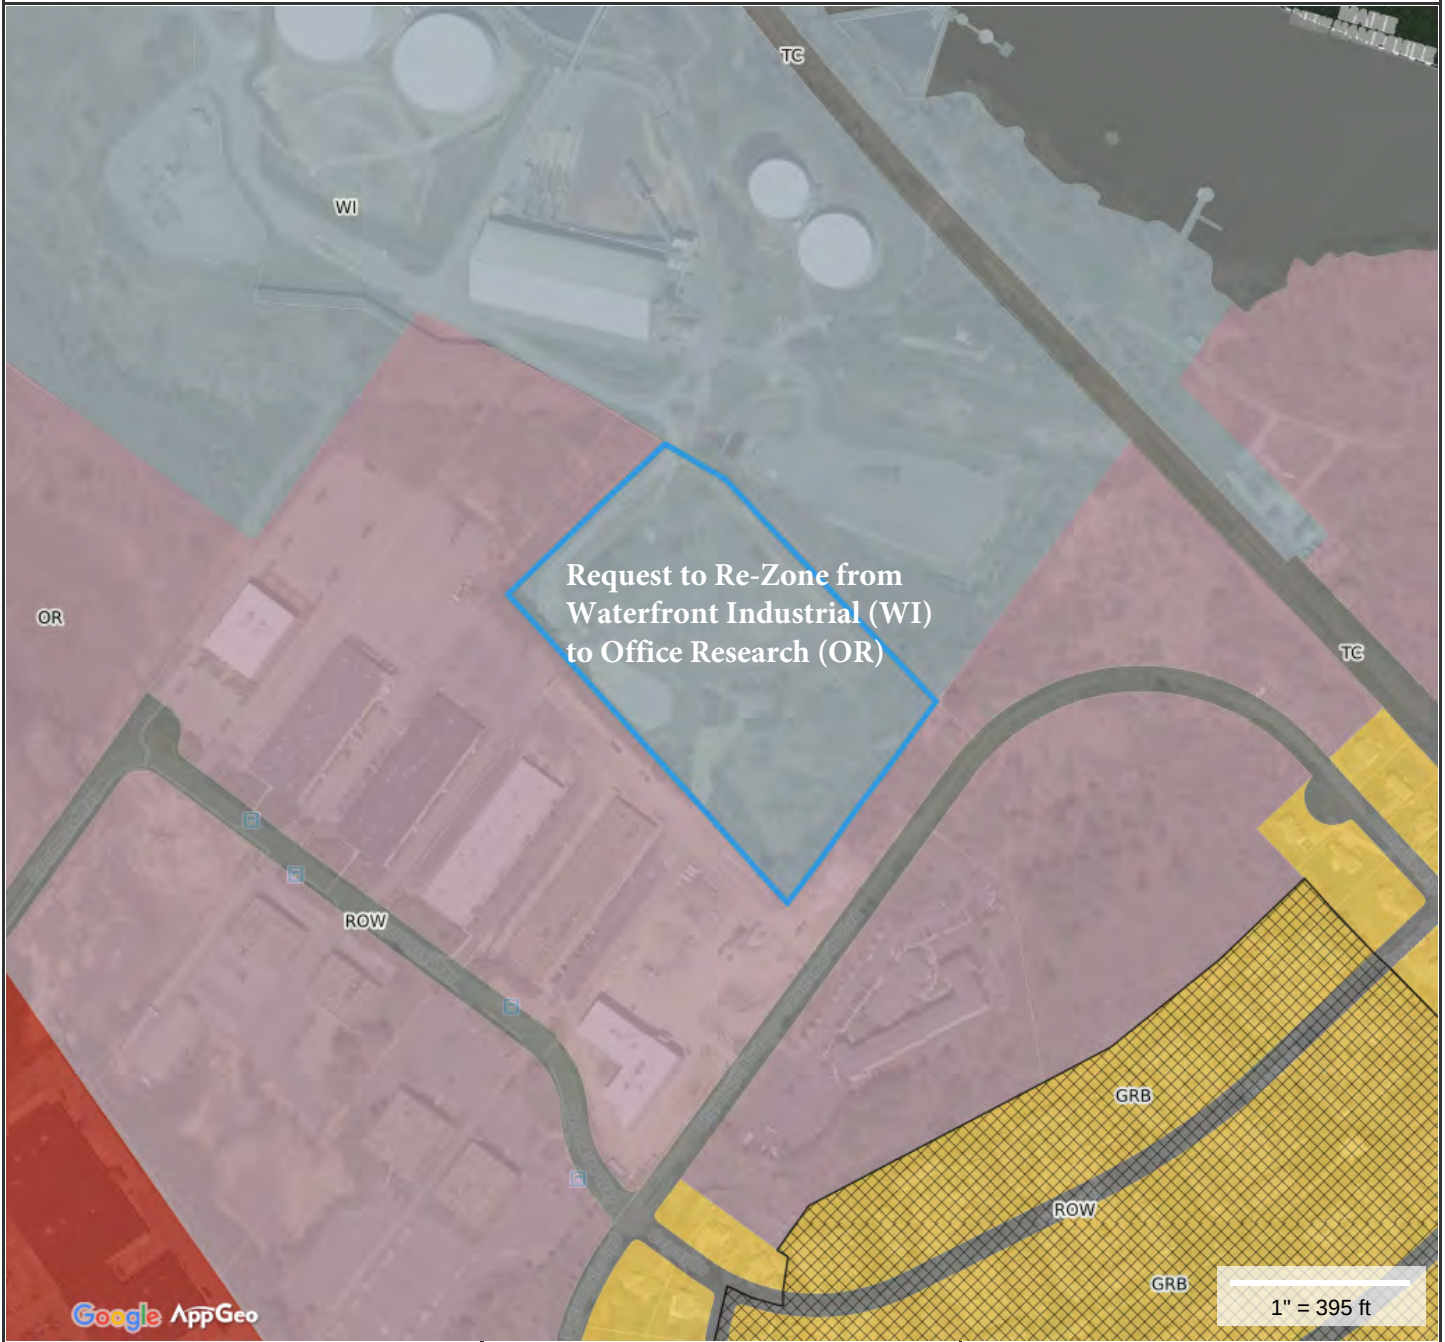 TC
WI
Request to Re-Zone from
Waterfront Industrial (WI)
to Office Research (OR)
OR
TC
ROW
GRB
ROW
GRB
Google AppGeo
1" = 395 ft